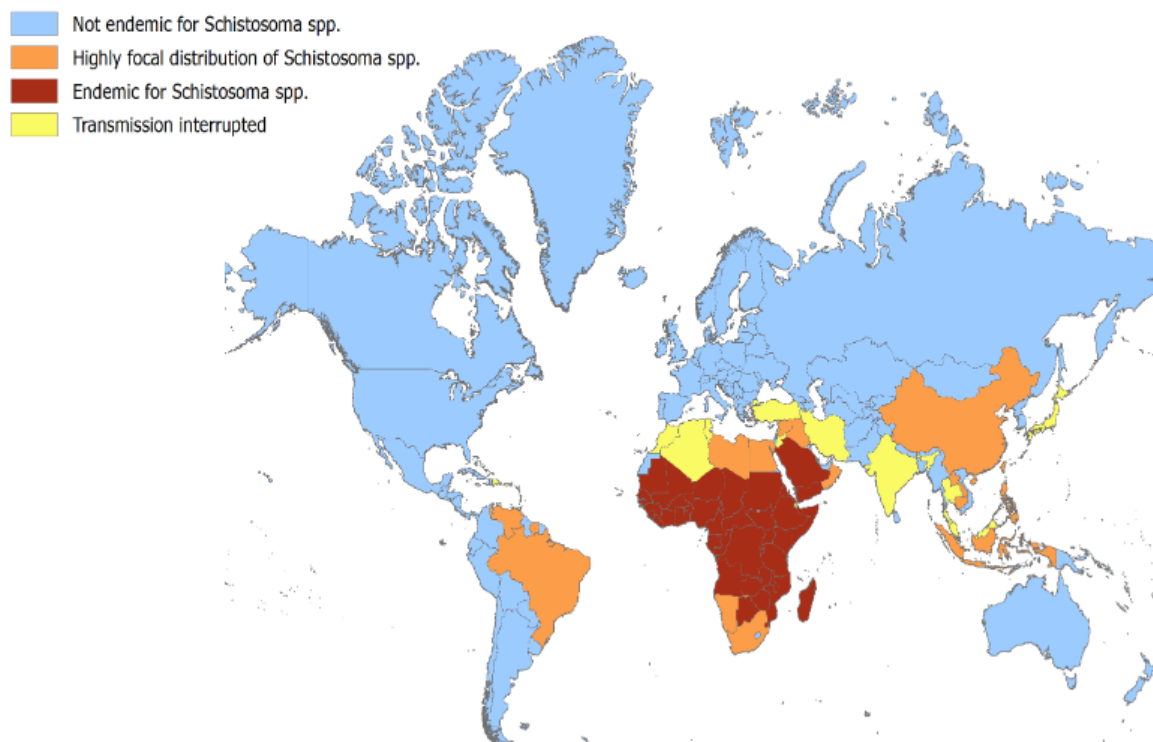 Not endemic for Schistosoma spp.
Highly focal distribution of Schistosoma spp.
Endemic for Schistosoma spp.
Transmission interrupted